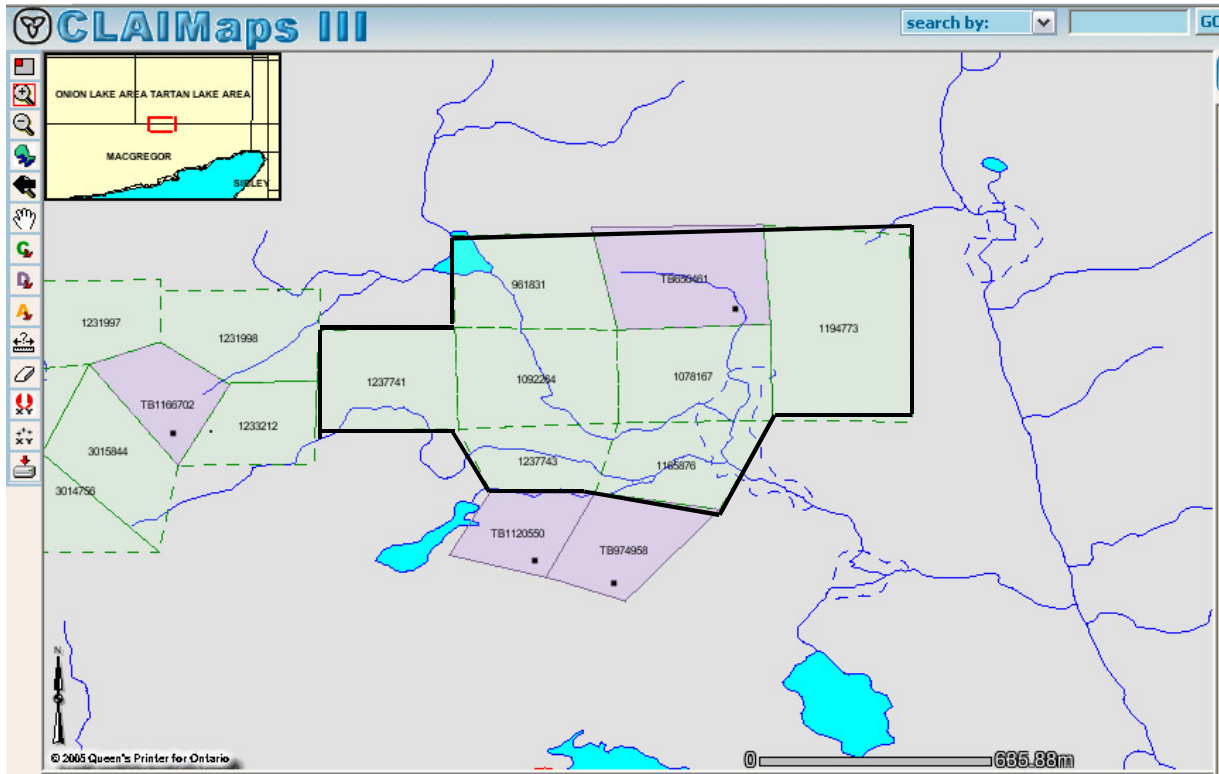 CLAIMaps III
search by:
GO
ONION LAKE AREA TARTAN LAKE AREA
MACGREGOR
SIBLEY
961831
TB650461
1231997
1231998
1194773
1237741
1092264
1078167
TB1166702
1233212
3015844
1237743
1165876
3014756
TB1120550
TB974958
N
© 2005 Queen's Printer for Ontario
0 685.88m